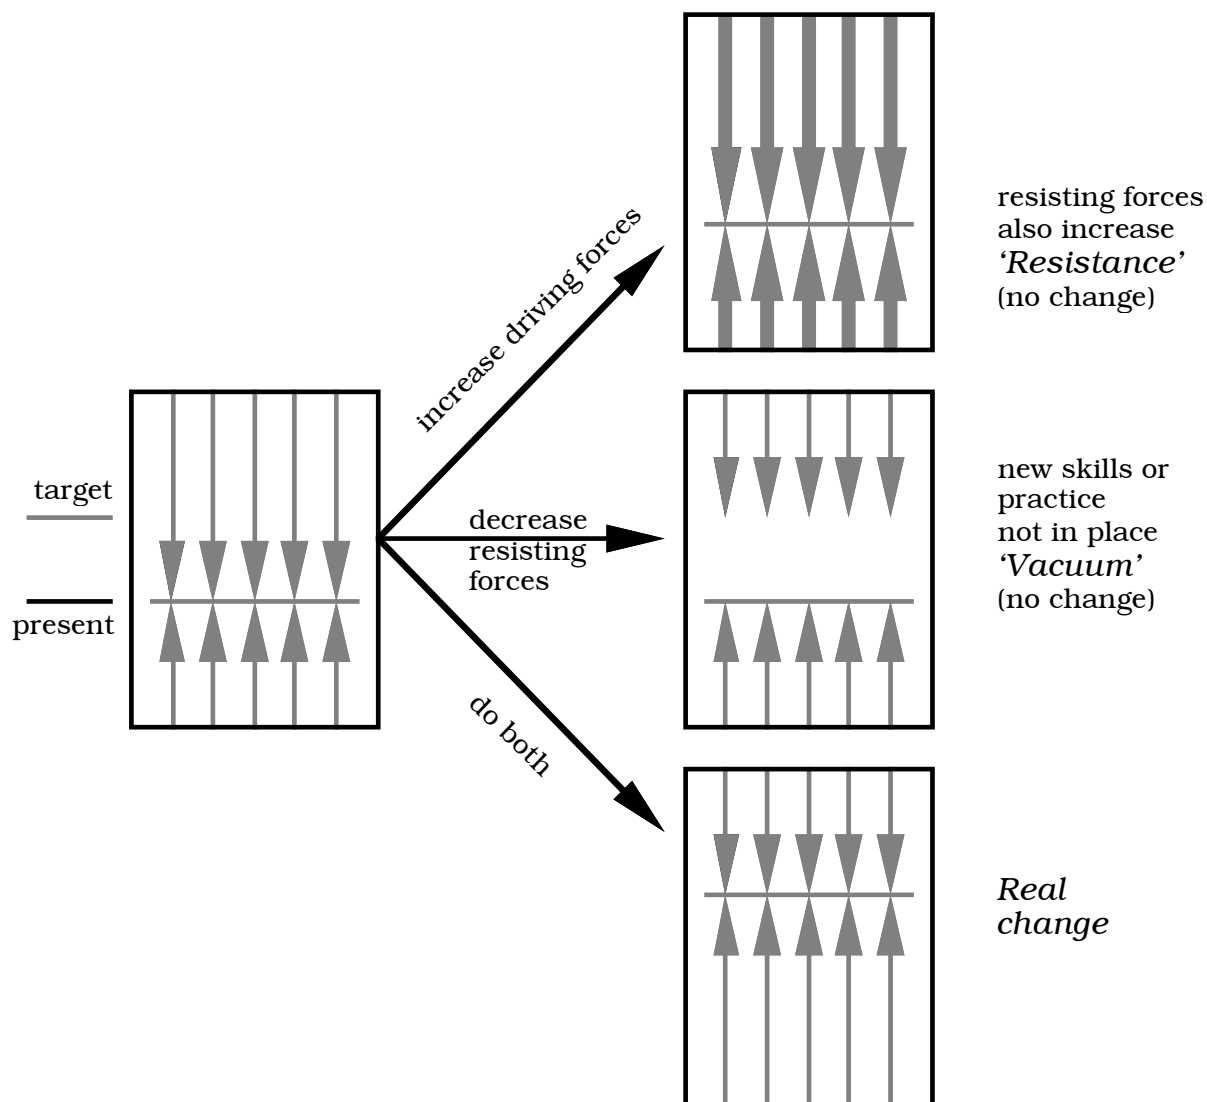 target
present
increase driving forces
decrease
resisting
forces
do both
resisting forces
also increase
‘Resistance’
(no change)
new skills or
practice
not in place
‘Vacuum’
(no change)
Real
change